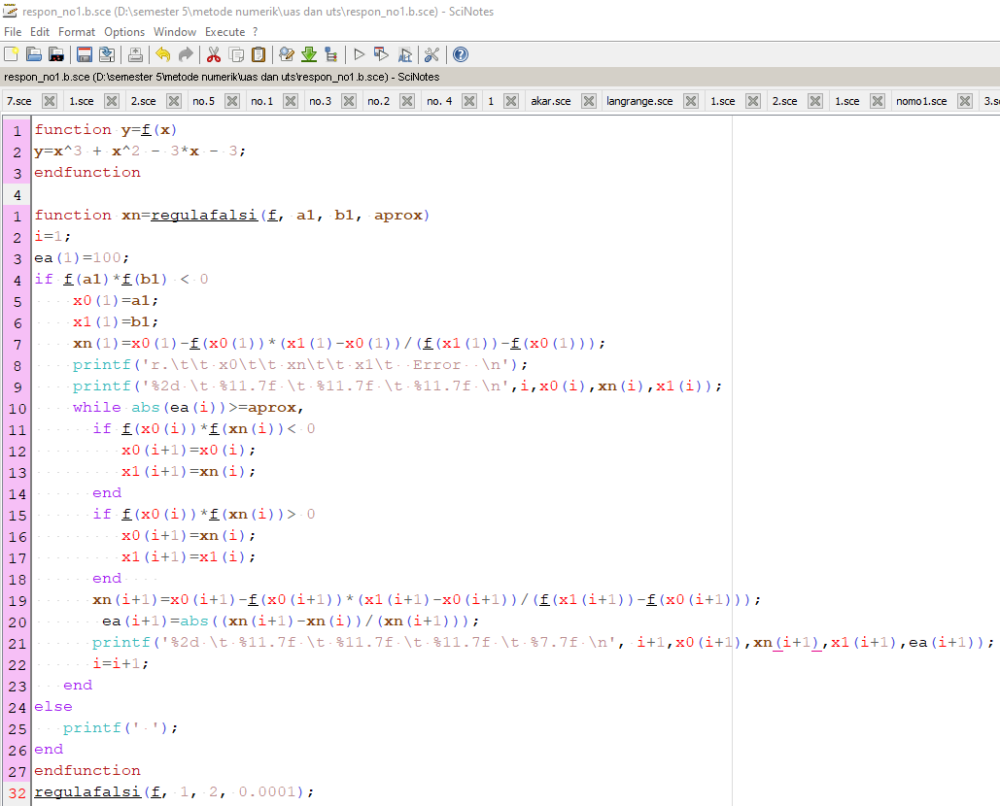 respon_no1.b.sce (D:\semester 5\metode numerik\uas dan uts\respon_no1.b.sce) - SciNotes
File Edit Format Options Window Execute ?
respon_no1.b.sce (D:\semester 5\metode numerik\uas dan uts\respon_no1.b.sce) - SciNotes
7.sce 1.sce 2.sce no.5 no.1 no.3 no.2 no. 4 1 akar.sce langrange.sce 1.sce 2.sce 1.sce nomo1.sce 3.s
1 function y=f(x)
2 y=x^3 + x^2 - 3*x - 3;
3 endfunction
4
1 function xn=regulafalsi(f, a1, b1, aprox)
2 i=1;
3 ea(1)=100;
4 if f(a1)*f(b1) < 0
5     x0(1)=a1;
6     x1(1)=b1;
7     xn(1)=x0(1)-f(x0(1))*(x1(1)-x0(1))/(f(x1(1))-f(x0(1)));
8     printf('r.\t\t x0\t\t xn\t\t x1\t  Error  \n');
9     printf('%2d \t %11.7f \t %11.7f \t %11.7f \n',i,x0(i),xn(i),x1(i));
10     while abs(ea(i))>=aprox,
11       if f(x0(i))*f(xn(i))< 0
12          x0(i+1)=x0(i);
13          x1(i+1)=xn(i);
14       end
15       if f(x0(i))*f(xn(i))> 0
16          x0(i+1)=xn(i);
17          x1(i+1)=x1(i);
18       end
19       xn(i+1)=x0(i+1)-f(x0(i+1))*(x1(i+1)-x0(i+1))/(f(x1(i+1))-f(x0(i+1)));
20        ea(i+1)=abs((xn(i+1)-xn(i))/(xn(i+1)));
21       printf('%2d \t %11.7f \t %11.7f \t %11.7f \t %7.7f \n', i+1,x0(i+1),xn(i+1),x1(i+1),ea(i+1));
22       i=i+1;
23    end
24 else
25    printf(' ');
26 end
27 endfunction
32 regulafalsi(f, 1, 2, 0.0001);